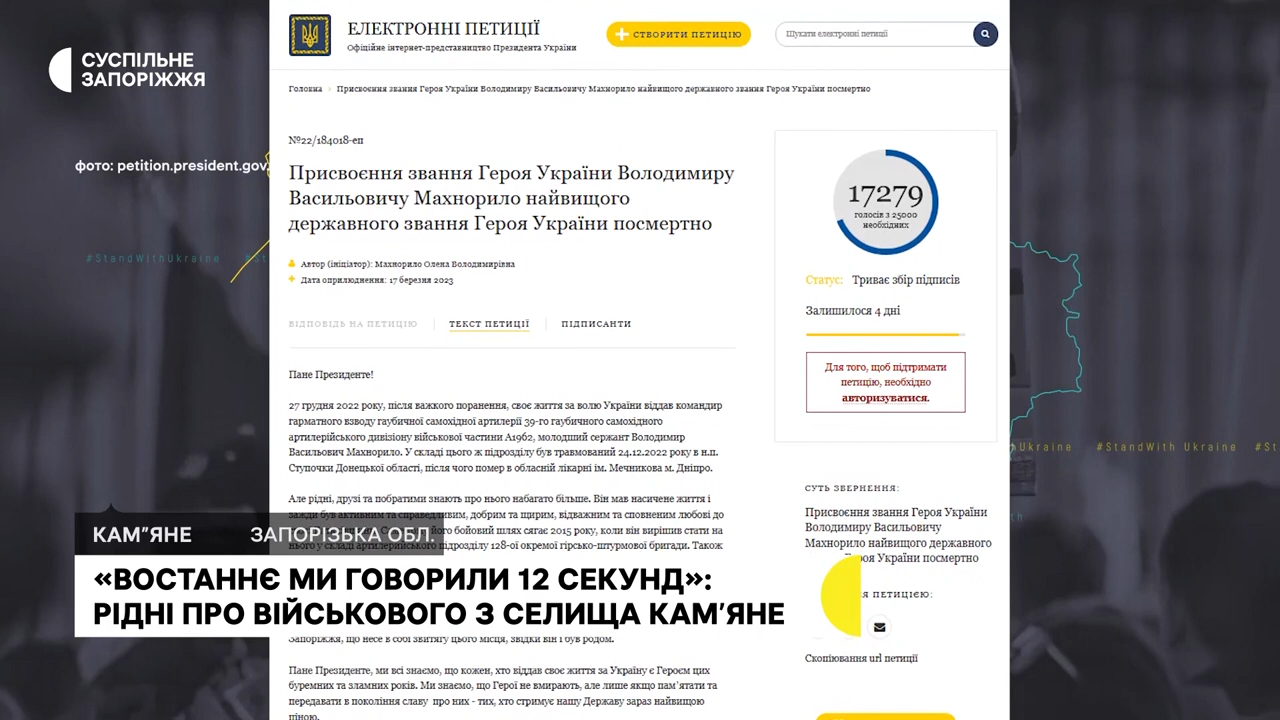 СУСПІЛЬНЕ
ЗАПОРІЖЖЯ
фото: petition.president.gov.
#StandWithUkraine
ЕЛЕКТРОННІ ПЕТИЦІЇ
Офіційне інтернет-представництво Президента України
СТВОРИТИ ПЕТИЦІЮ
Шукати електронні петиції
Головна
Присвоєння звання Героя України Володимиру Васильовичу Махнорило найвищого державного звання Героя України посмертно
№22/184018-еп
Присвоєння звання Героя України Володимиру
Васильовичу Махнорило найвищого
державного звання Героя України посмертно
Автор (ініціатор): Махнорило Олена Володимирівна
Дата оприлюднення: 17 березня 2023
ВІДПОВІДЬ НА ПЕТИЦІЮ
ТЕКСТ ПЕТИЦІЇ
ПІДПИСАНТИ
Пане Президенте!
27 грудня 2022 року, після важкого поранення, своє життя за волю України віддав командир
гарматного взводу гаубичної самохідної артилерії 39-го гаубичного самохідного
артилерійського дивізіону військової частини А1962, молодший сержант Володимир
Васильович Махнорило. У складі цього ж підрозділу був травмований 24.12.2022 року в н.п.
Ступочки Донецької області, після чого помер в обласній лікарні ім. Мечникова м. Дніпро.
Але рідні, друзі та побратими знають про нього набагато більше. Він мав насичене життя і
завжди був активним та справедливим, добрим та щирим, відважним та сповненим любові до
його бойовий шлях сягає 2015 року, коли він вирішив стати на
нього у складі артилерійського підрозділу 128-ої окремої гірсько-штурмової бригади. Також
Запоріжжя, що несе в собі звитягу цього місця, звідки він і був родом.
Пане Президенте, ми всі знаємо, що кожен, хто віддав своє життя за Україну є Героєм цих
буремних та зламних років. Ми знаємо, що Герої не вмирають, але лише якщо пам`ятати та
передавати в покоління славу про них - тих, хто стримує нашу Державу зараз найвищою
ціною.
17279
голосів з 25000
необхідних
Статус: Триває збір підписів
Залишилося 4 дні
Для того, щоб підтримати
петицію, необхідно
авторизуватися.
СУТЬ ЗВЕРНЕННЯ:
Присвоєння звання Героя України
Володимиру Васильовичу
Махнорило найвищого державного
роя України посмертно
Я ПЕТИЦІЄЮ:
Скопіювання url петиції
Ukraine
#StandWith Ukraine
#St
КАМ"ЯНЕ
ЗАПОРІЗЬКА ОБЛ.
«ВОСТАННЄ МИ ГОВОРИЛИ 12 СЕКУНД»:
РІДНІ ПРО ВІЙСЬКОВОГО З СЕЛИЩА КАМ'ЯНЕ